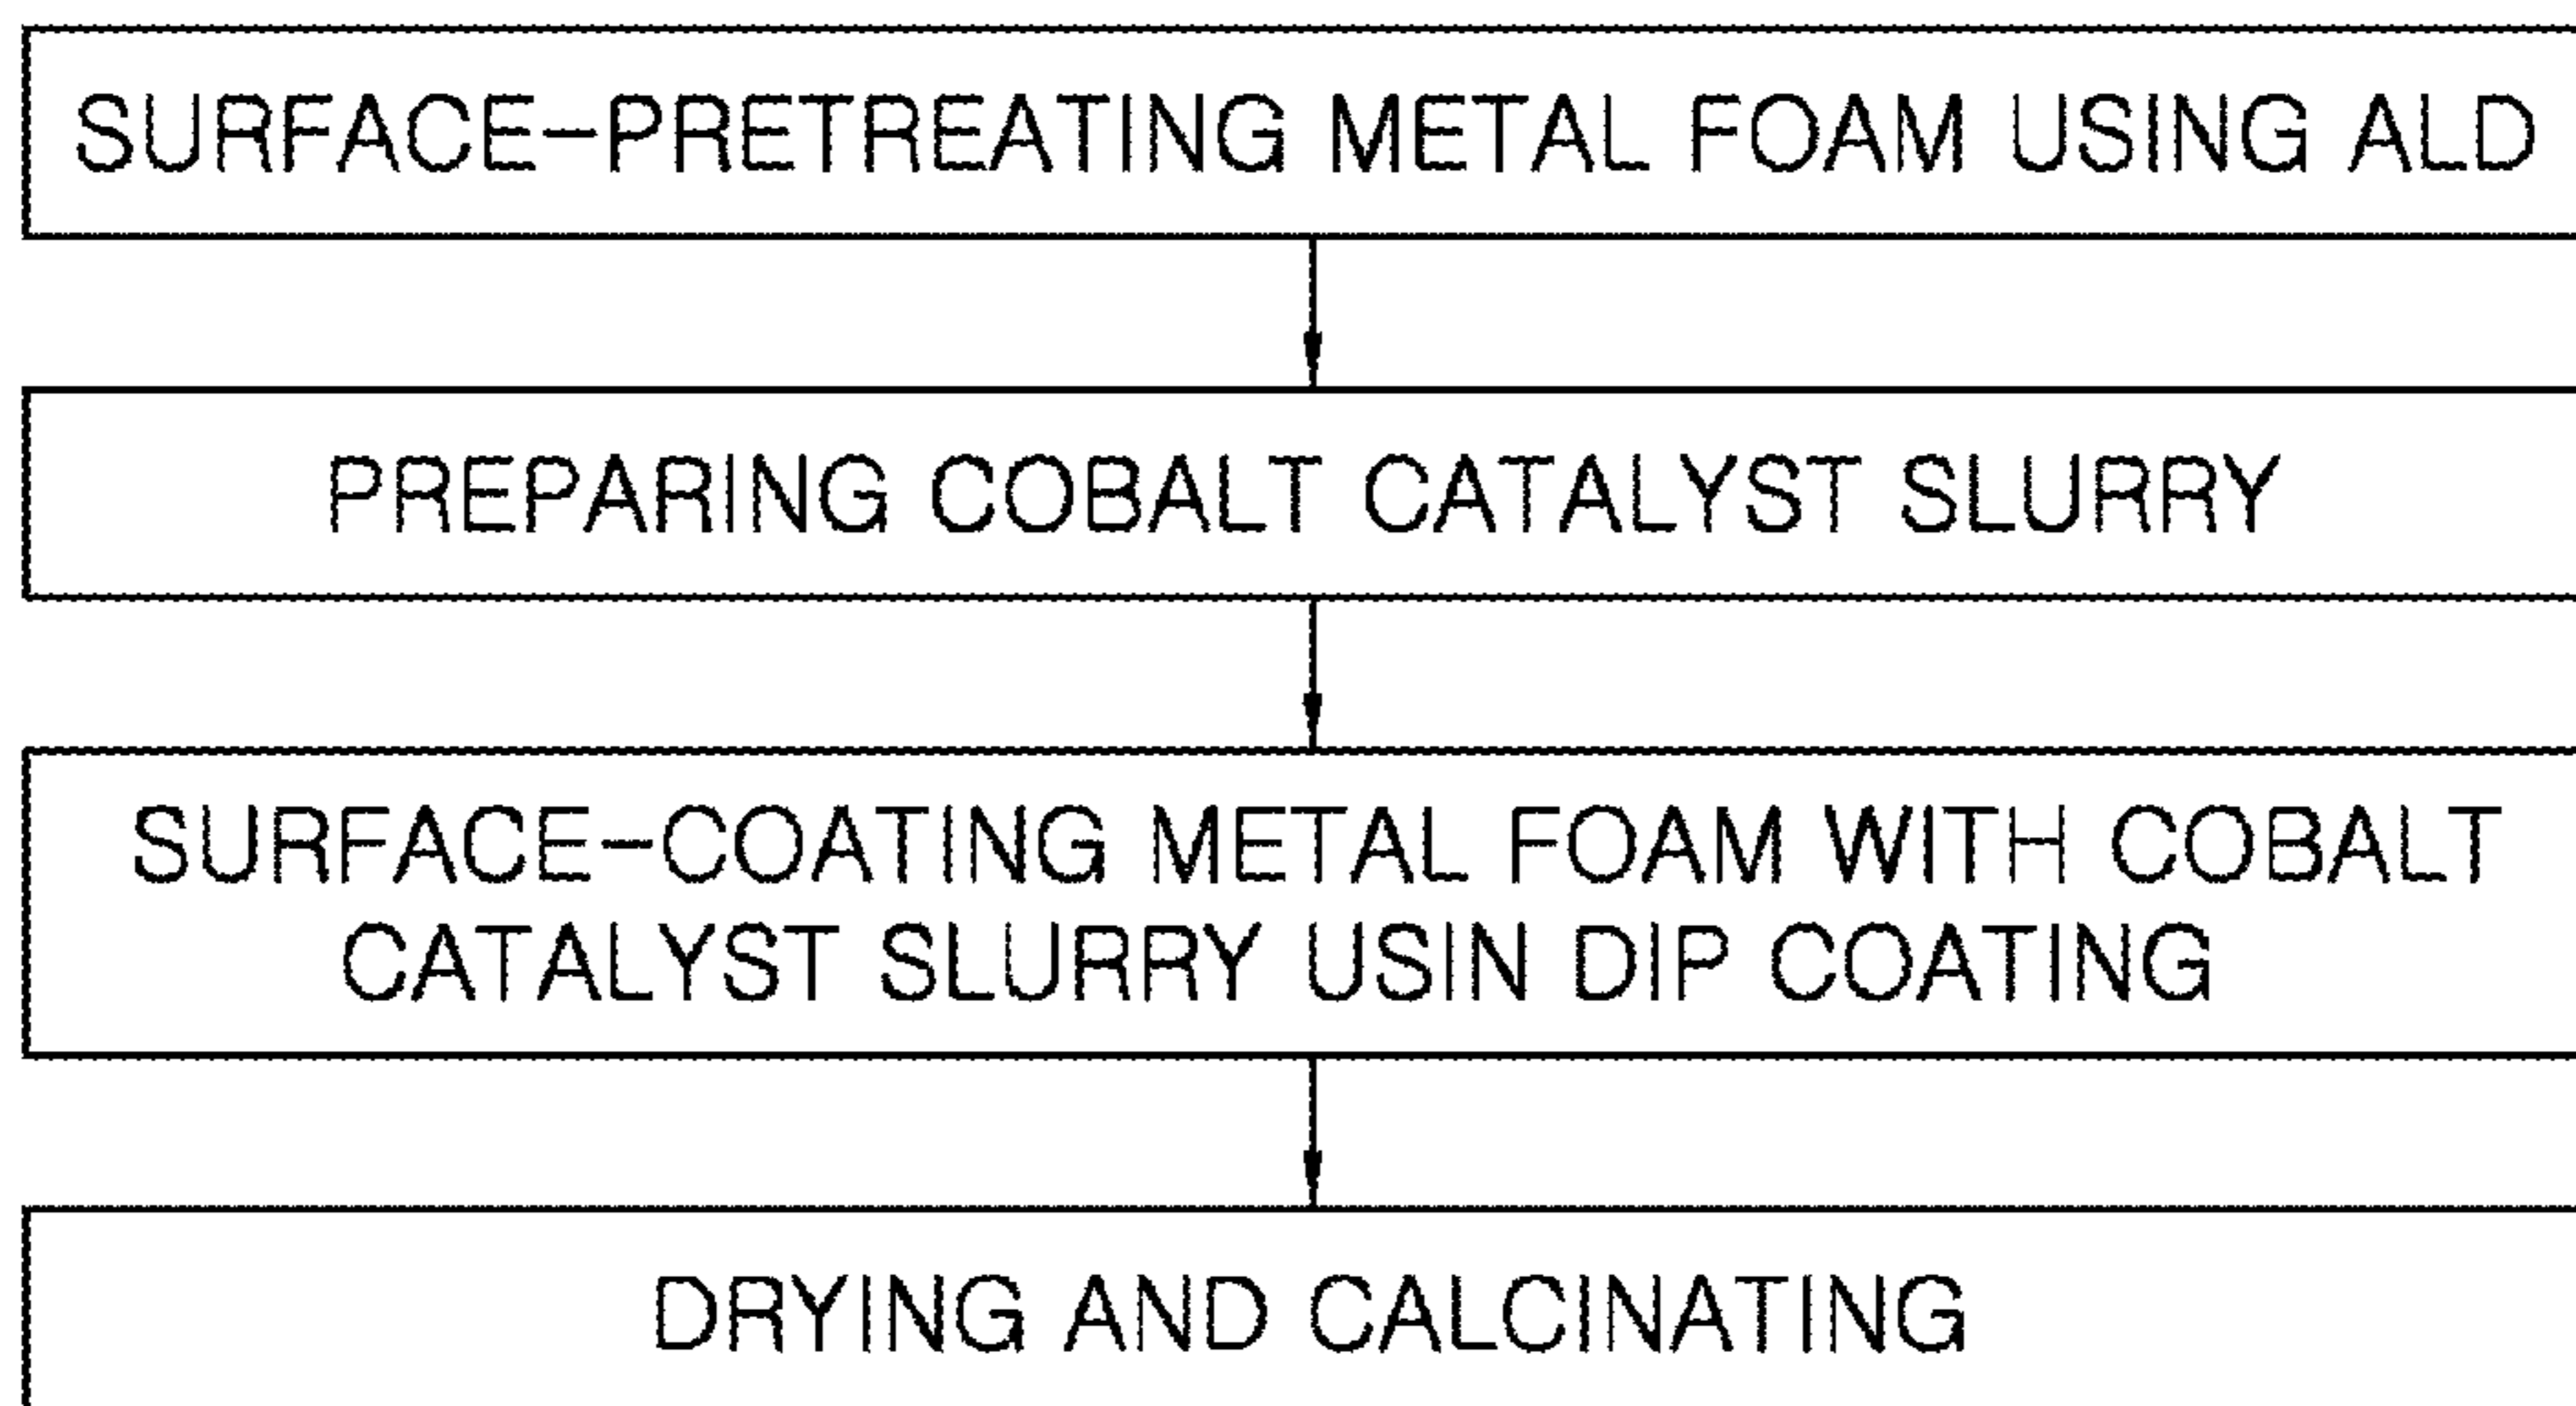 SURFACE-PRETREATING METAL FOAM USING ALD
PREPARING COBALT CATALYST SLURRY
SURFACE-COATING METAL FOAM WITH COBALT
CATALYST SLURRY USIN DIP COATING
DRYING AND CALCINATING